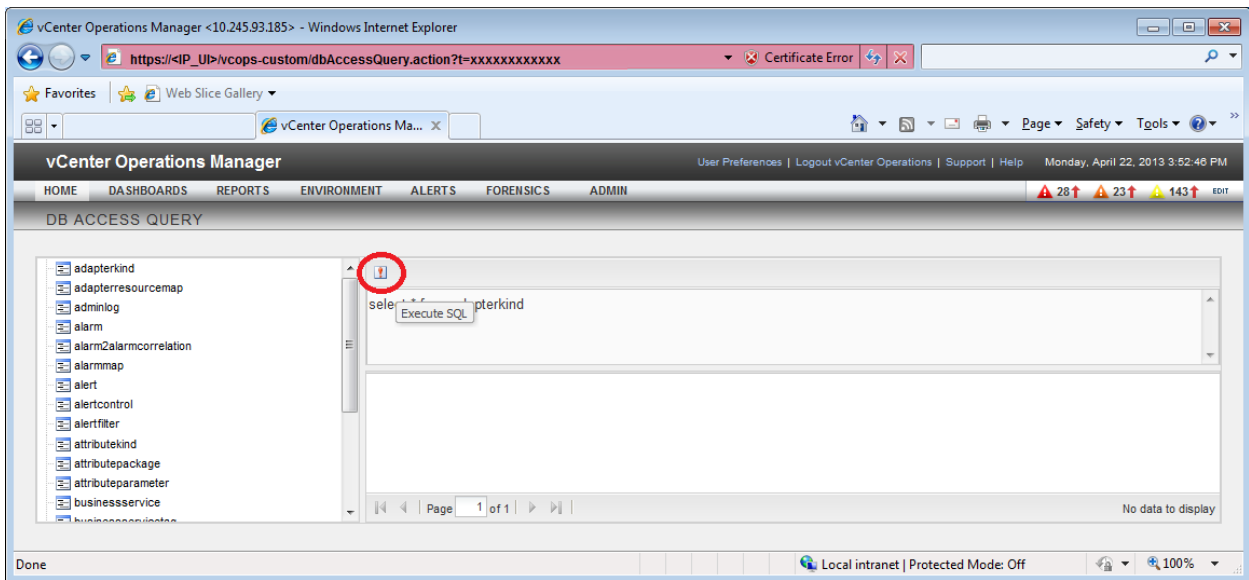 vCenter Operations Manager <10.245.93.185> - Windows Internet Explorer
https://<IP_UI>/vcops-custom/dbAccessQuery.action?t=xxxxxxxxxxxx
Certificate Error
Favorites
Web Slice Gallery
vCenter Operations Ma... X
Page
Safety
Tools
vCenter Operations Manager
User Preferences | Logout vCenter Operations | Support | Help
Monday, April 22, 2013 3:52:46 PM
HOME DASHBOARDS REPORTS ENVIRONMENT ALERTS FORENSICS ADMIN
28 23 143 EDIT
DB ACCESS QUERY
adapterkind
adapterresourcemap
adminlog
alarm
alarm2alarmcorrelation
alarmmap
alert
alertcontrol
alertfilter
attributekind
attributepackage
attributeparameter
businessservice
pterkind
Execute SQL
Page 1 of 1
No data to display
Done
Local intranet | Protected Mode: Off
100%